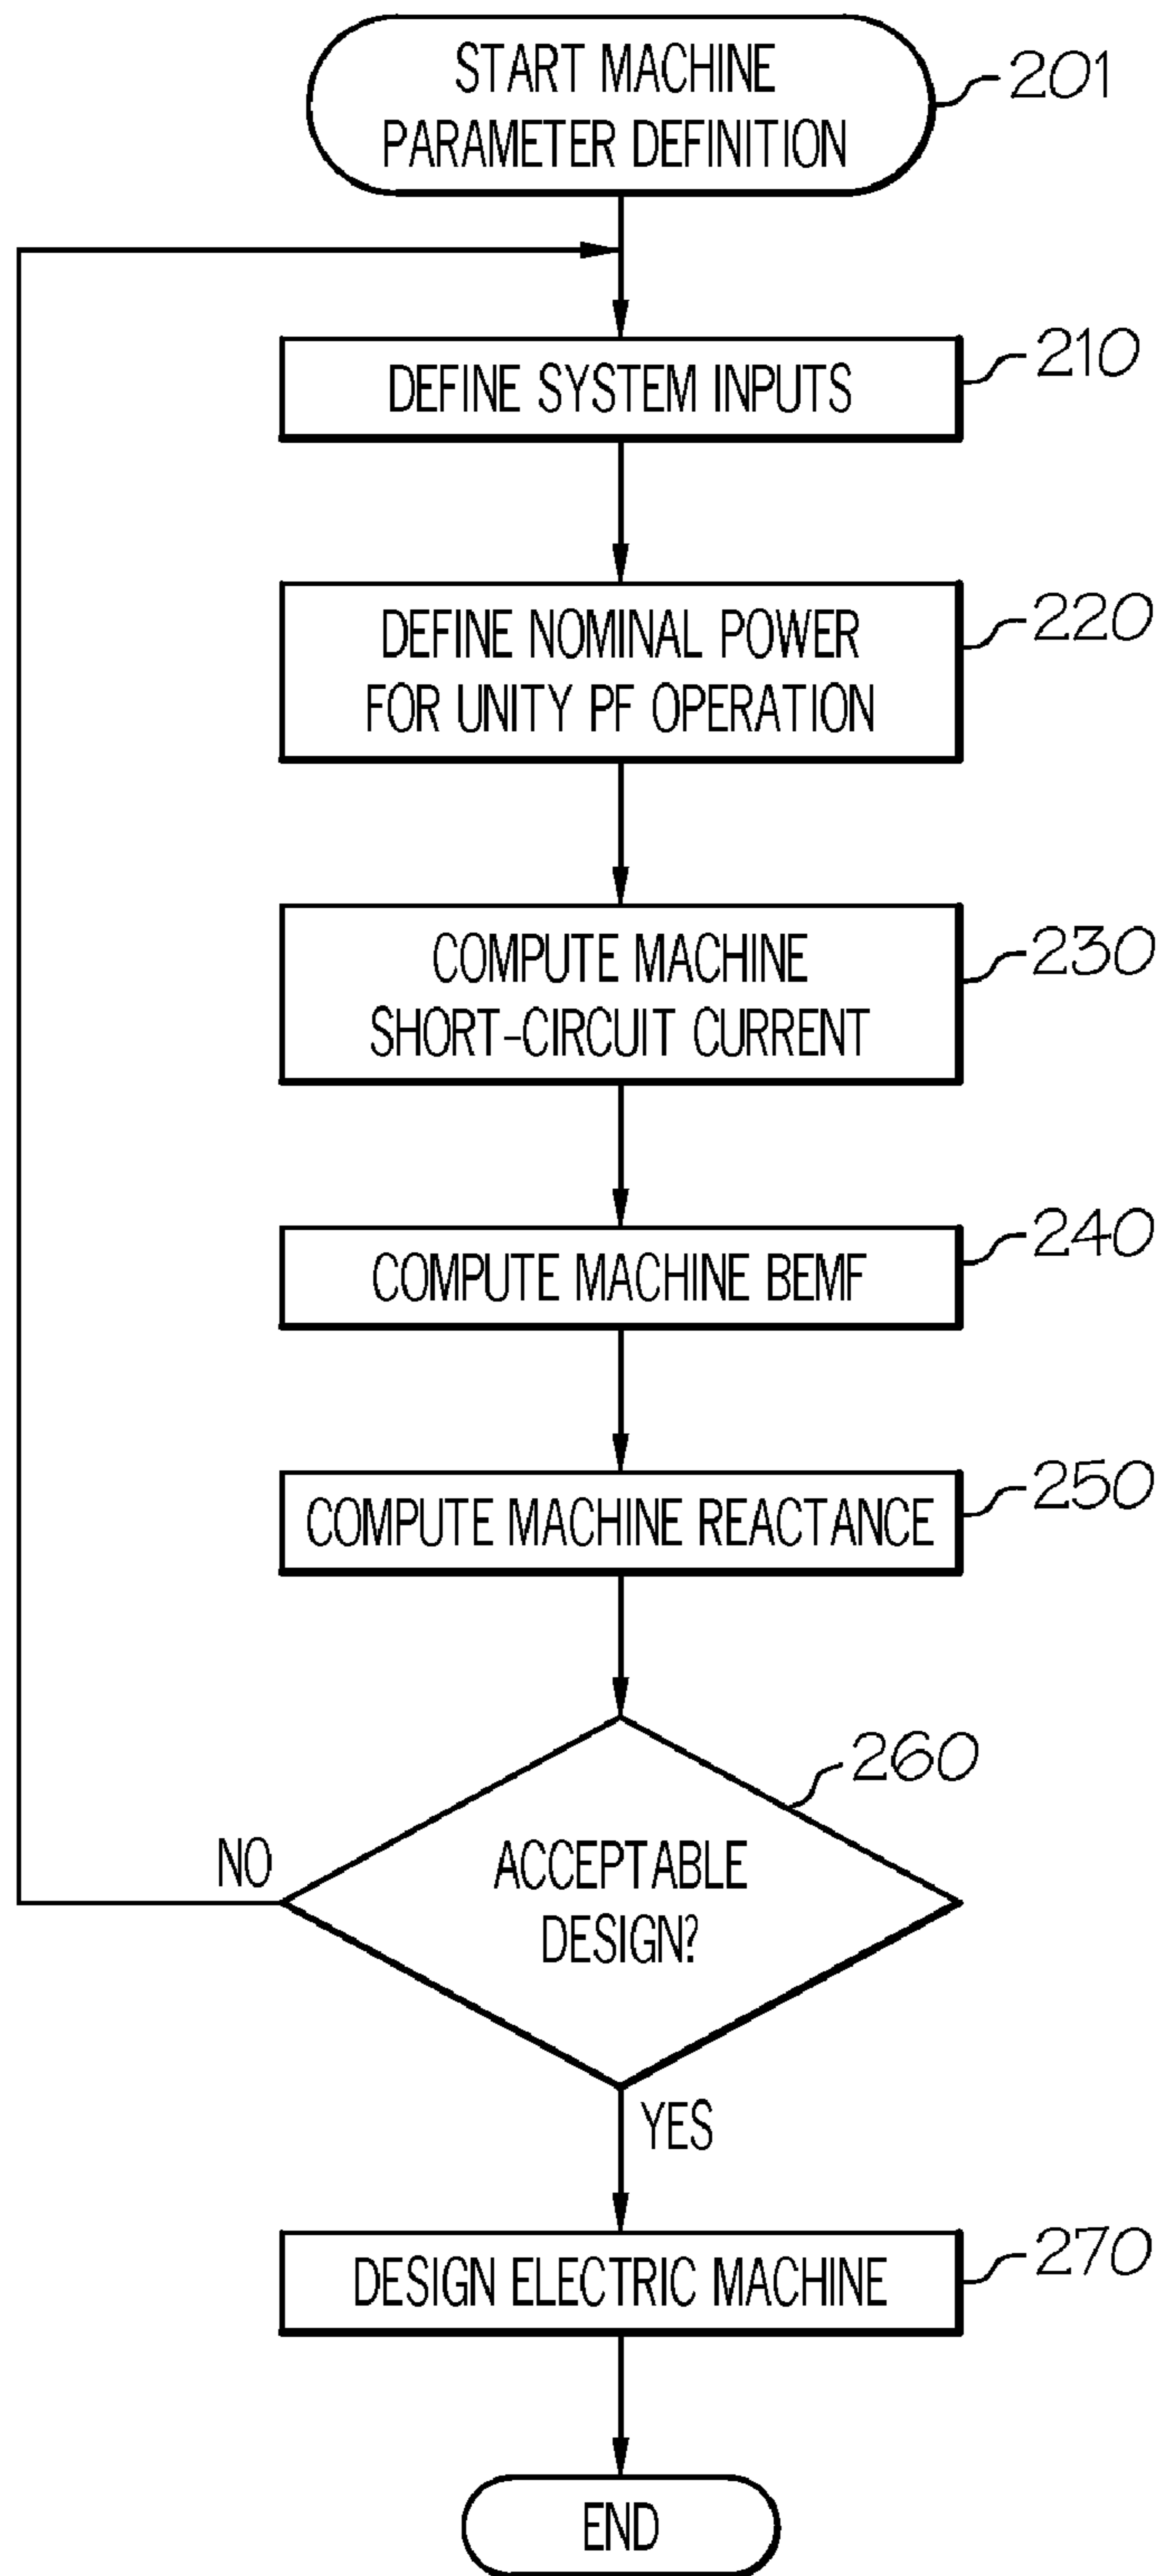 START MACHINE
PARAMETER DEFINITION
201
DEFINE SYSTEM INPUTS
210
DEFINE NOMINAL POWER
FOR UNITY PF OPERATION
220
COMPUTE MACHINE
SHORT-CIRCUIT CURRENT
230
COMPUTE MACHINE BEMF
240
COMPUTE MACHINE REACTANCE
250
260
NO
ACCEPTABLE
DESIGN?
YES
DESIGN ELECTRIC MACHINE
270
END